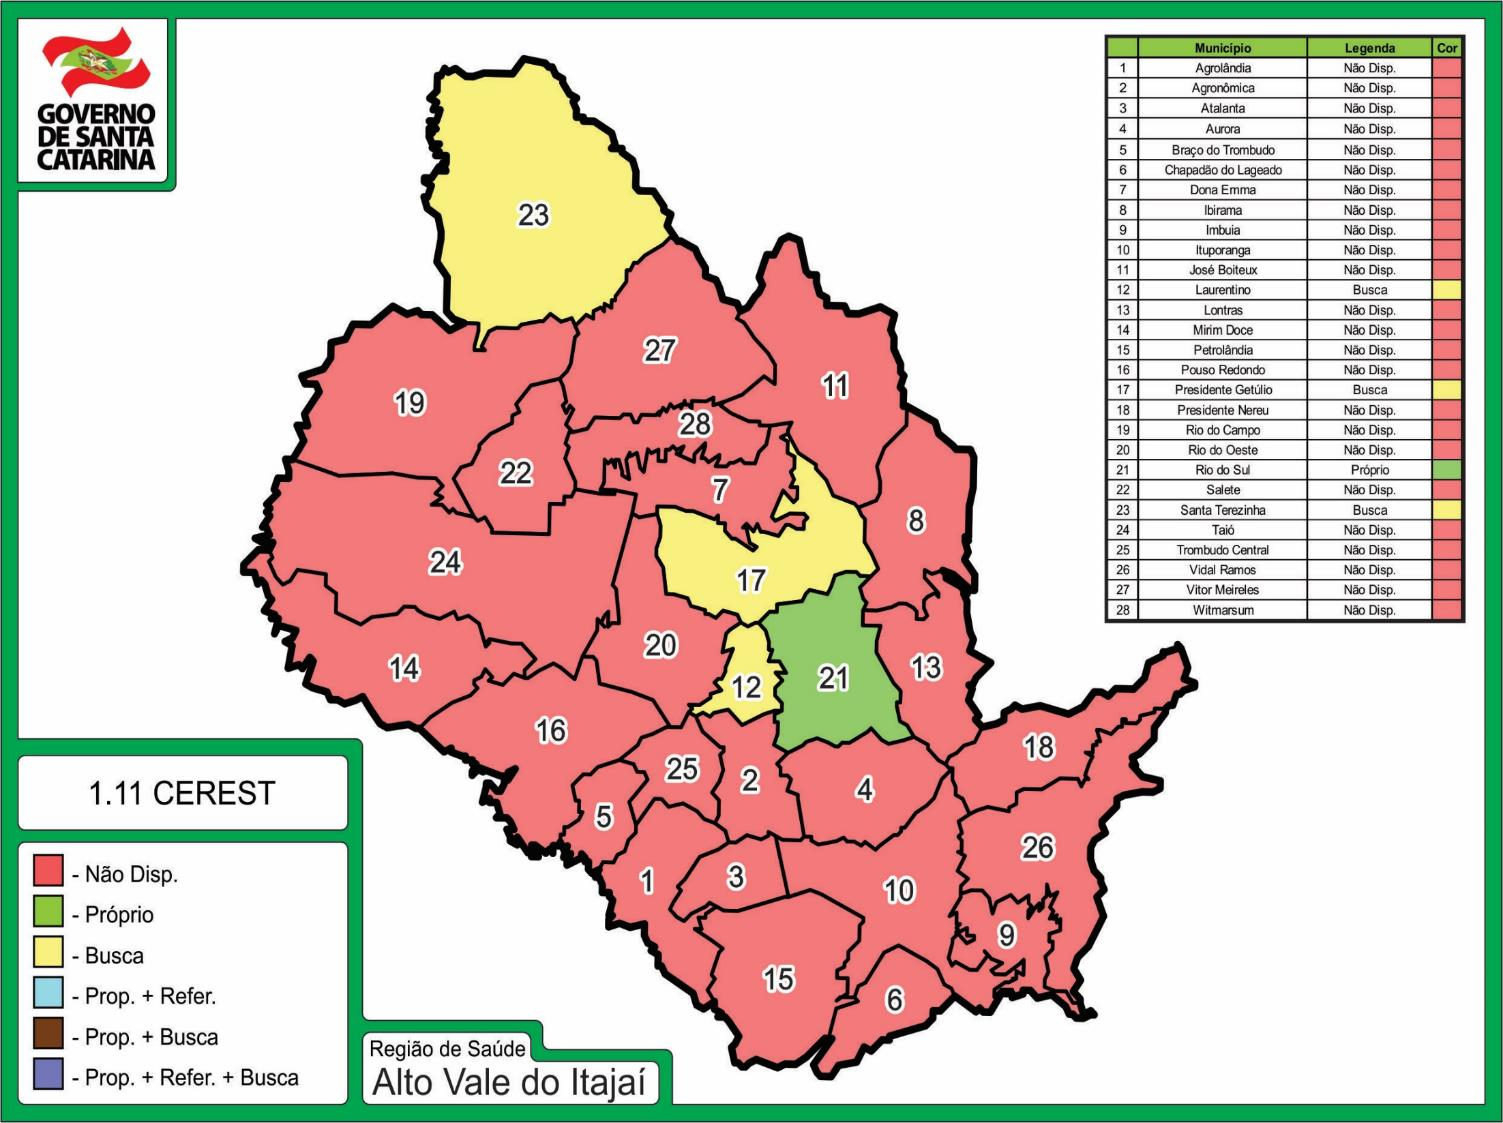 GOVERNO
DE SANTA
CATARINA
Município Legenda Cor
1 Agrolândia Não Disp.
2 Agronômica Não Disp.
3 Atalanta Não Disp.
4 Aurora Não Disp.
5 Braço do Trombudo Não Disp.
6 Chapadão do Lageado Não Disp.
7 Dona Emma Não Disp.
8 Ibirama Não Disp.
9 Imbuia Não Disp.
10 Ituporanga Não Disp.
11 José Boiteux Não Disp.
12 Laurentino Busca
13 Lontras Não Disp.
14 Mirim Doce Não Disp.
15 Petrolândia Não Disp.
16 Pouso Redondo Não Disp.
17 Presidente Getúlio Busca
18 Presidente Nereu Não Disp.
19 Rio do Campo Não Disp.
20 Rio do Oeste Não Disp.
21 Rio do Sul Próprio
22 Salete Não Disp.
23 Santa Terezinha Busca
24 Taió Não Disp.
25 Trombudo Central Não Disp.
26 Vidal Ramos Não Disp.
27 Vitor Meireles Não Disp.
28 Witmarsum Não Disp.
23
27
11
19
28
22
7
8
24
17
20
14
13
21
12
16
18
25
2
4
5
26
3
1
10
9
15
6
1.11 CEREST
- Não Disp.
- Próprio
- Busca
- Prop. + Refer.
- Prop. + Busca
- Prop. + Refer. + Busca
Região de Saúde
Alto Vale do Itajaí